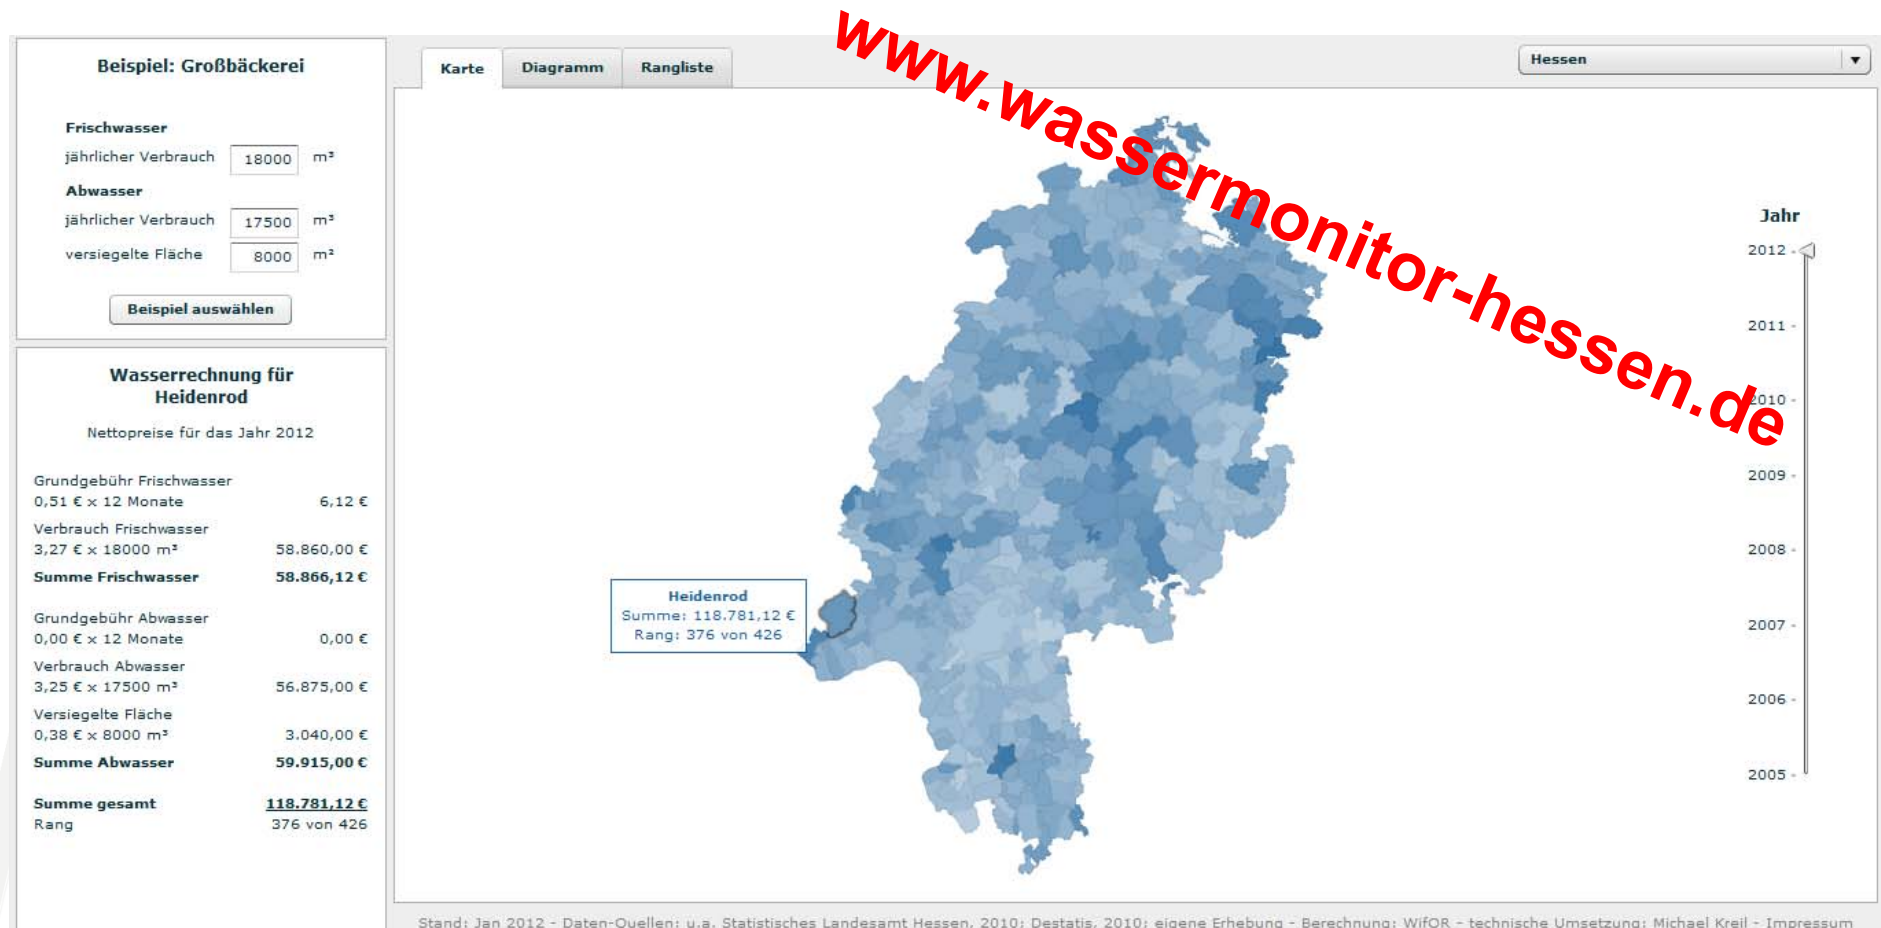 www.wassermonitor-hessen.de
Beispiel: Großbäckerei
Frischwasser
jährlicher Verbrauch 18000 m³
Abwasser
jährlicher Verbrauch 17500 m³
versiegelte Fläche 8000 m²
Beispiel auswählen
Wasserrechnung für
Heidenrod
Nettopreise für das Jahr 2012
Grundgebühr Frischwasser
0,51 € x 12 Monate 6,12 €
Verbrauch Frischwasser
3,27 € x 18000 m³ 58.860,00 €
Summe Frischwasser 58.866,12 €
Grundgebühr Abwasser
0,00 € x 12 Monate 0,00 €
Verbrauch Abwasser
3,25 € x 17500 m³ 56.875,00 €
Versiegelte Fläche
0,38 € x 8000 m³ 3.040,00 €
Summe Abwasser 59.915,00 €
Summe gesamt 118.781,12 €
Rang 376 von 426
Karte Diagramm Rangliste
Hessen
Heidenrod
Summe: 118.781,12 €
Rang: 376 von 426
Jahr
2012 -
2011 -
2010 -
2009 -
2008 -
2007 -
2006 -
2005 -
Stand: Jan 2012 - Daten-Quellen: u.a. Statistisches Landesamt Hessen, 2010; Destatis, 2010; eigene Erhebung - Berechnung: WifOR - technische Umsetzung: Michael Kreil - Impressum